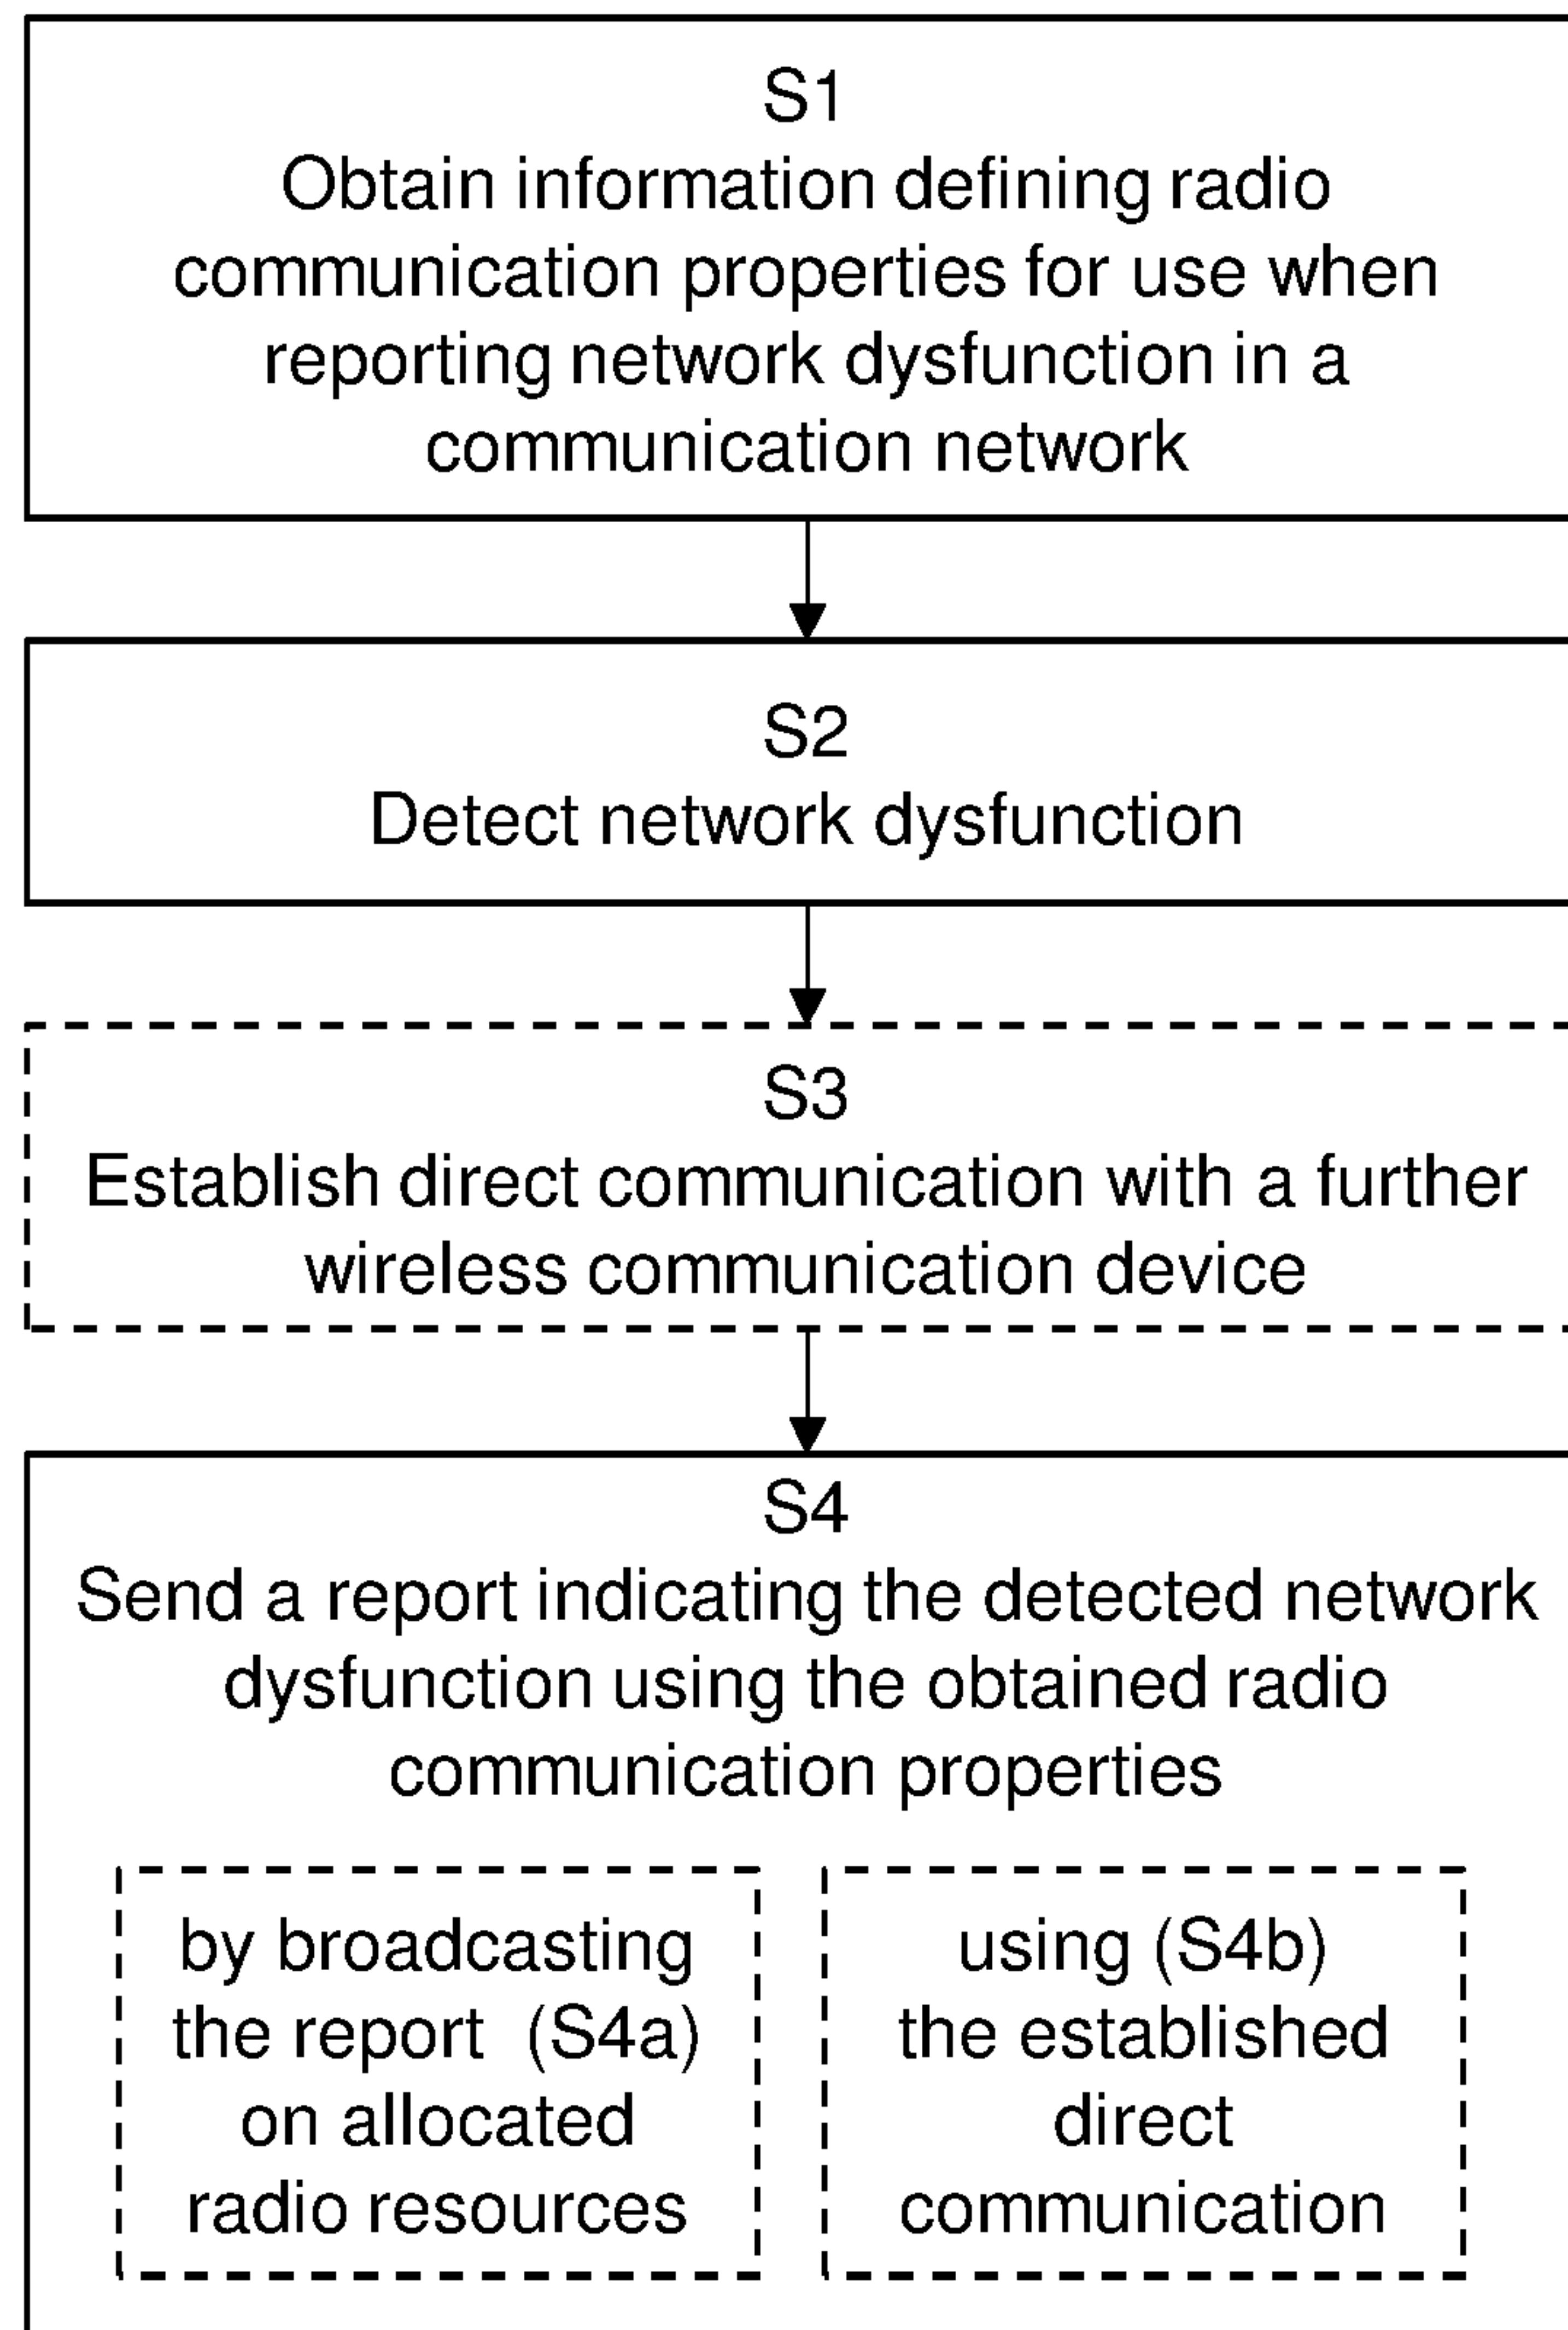 S1
Obtain information defining radio
communication properties for use when
reporting network dysfunction in a
communication network
S2
Detect network dysfunction
S3
Establish direct communication with a further
wireless communication device
S4
Send a report indicating the detected network
dysfunction using the obtained radio
communication properties
by broadcasting
the report (S4a)
on allocated
radio resources
using (S4b)
the established
direct
communication